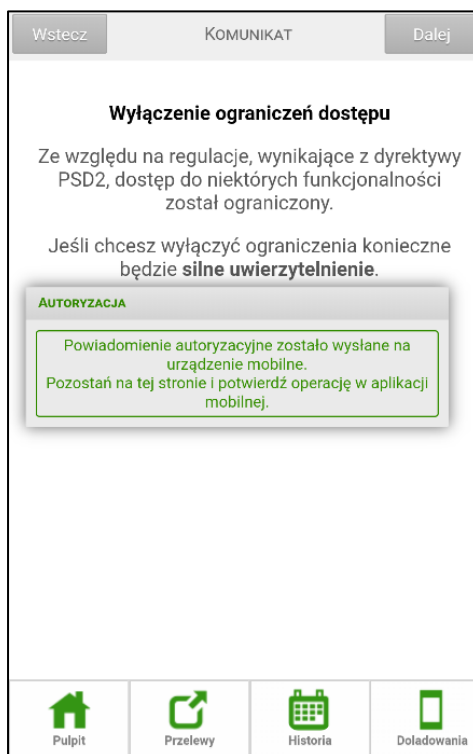 Wstecz
KOMUNIKAT
Dalej
Wyłączenie ograniczeń dostępu
Ze względu na regulacje, wynikające z dyrektywy
PSD2, dostęp do niektórych funkcjonalności
został ograniczony.
Jeśli chcesz wyłączyć ograniczenia konieczne
będzie silne uwierzytelnienie.
AUTORYZACJA
Powiadomienie autoryzacyjne zostało wysłane na
urządzenie mobilne.
Pozostań na tej stronie i potwierdź operację w aplikacji
mobilnej.
Pulpit
Przelewy
Historia
Doladowania